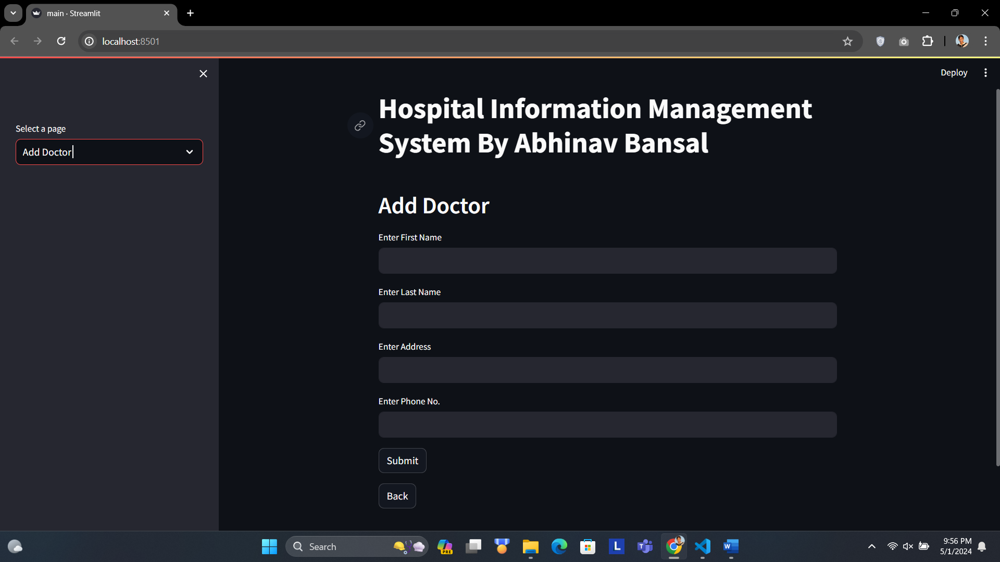 main · Streamlit
localhost:8501
Deploy
Select a page
Add Doctor
Hospital Information Management
System By Abhinav Bansal
Add Doctor
Enter First Name
Enter Last Name
Enter Address
Enter Phone No.
Submit
Back
Search
PRE
L
T
W
9:56 PM
5/1/2024